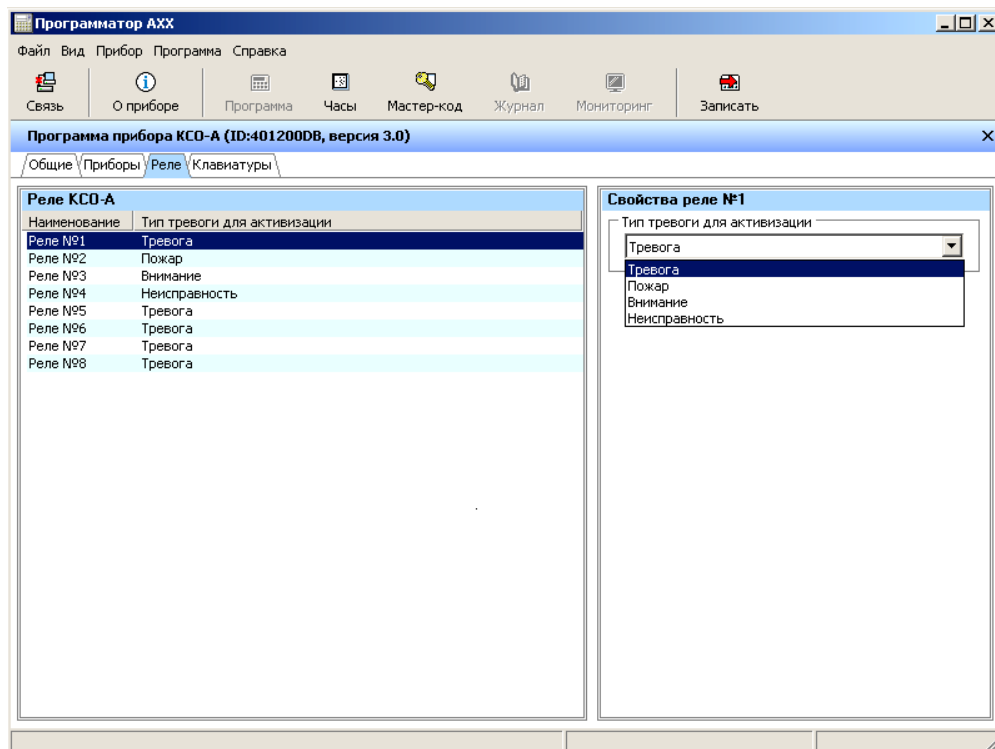 Программатор АХХ
Файл Вид Прибор Программа Справка
Связь О приборе Программа Часы Мастер-код Журнал Мониторинг Записать
Программа прибора КСО-А (ID:401200DB, версия 3.0)
Общие Приборы Реле Клавиатуры
Реле КСО-А
Наименование Тип тревоги для активизации
Реле №1 Тревога
Реле №2 Пожар
Реле №3 Внимание
Реле №4 Неисправность
Реле №5 Тревога
Реле №6 Тревога
Реле №7 Тревога
Реле №8 Тревога
Свойства реле №1
Тип тревоги для активизации
Тревога
Тревога
Пожар
Внимание
Неисправность